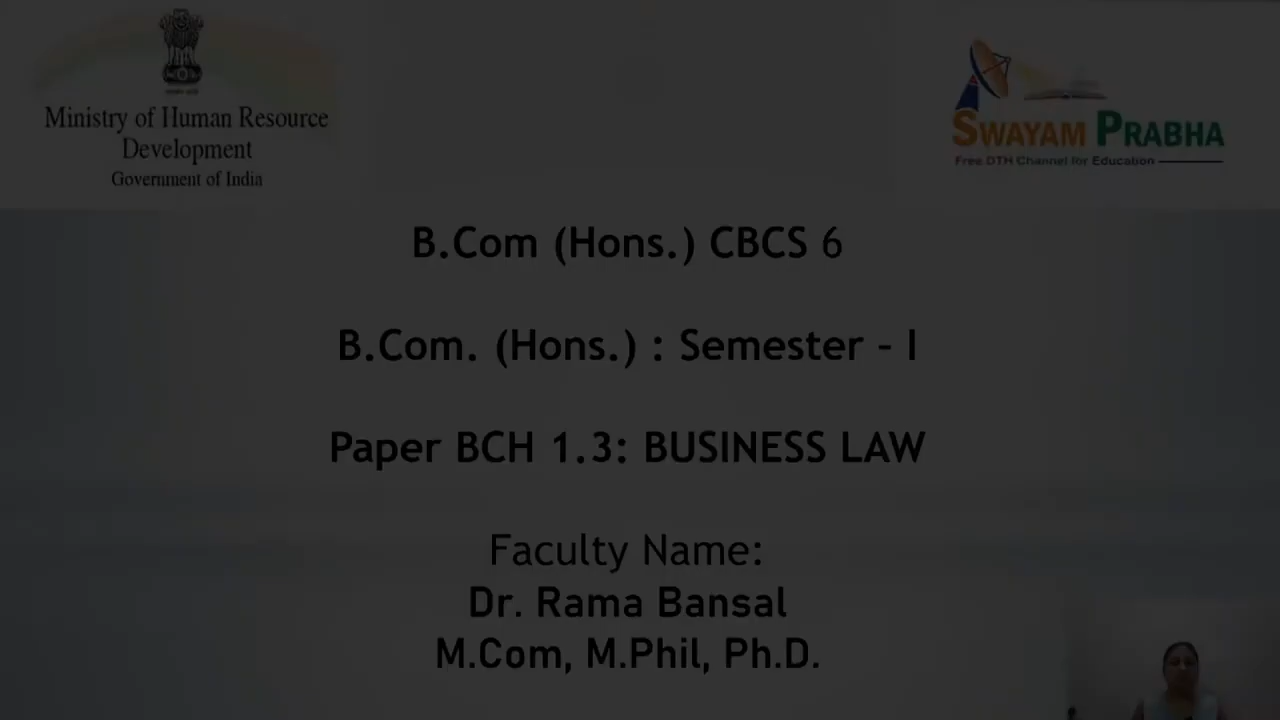 Ministry of Human Resource
Development
Government of India
SWAYAM PRABHA
Free DTH Channel for Education
B.Com (Hons.) CBCS 6
B.Com. (Hons.) : Semester - I
Paper BCH 1.3: BUSINESS LAW
Faculty Name:
Dr. Rama Bansal
M.Com, M.Phil, Ph.D.